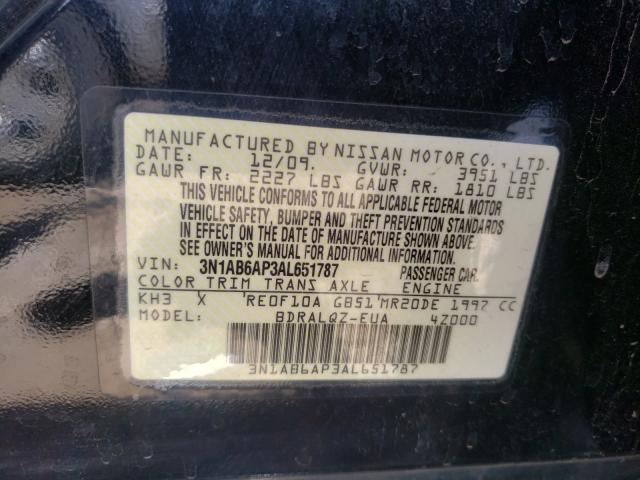 MANUFACTURED BY NISSAN MOTOR CO., LTD.
DATE: 12/09. GVWR: 3951 LBS
GAWR FR: 2227 LBS GAWR RR: 1810 LBS
THIS VEHICLE CONFORMS TO ALL APPLICABLE FEDERAL MOTOR
VEHICLE SAFETY, BUMPER AND THEFT PREVENTION STANDARDS
IN EFFECT ON THE DATE OF MANUFACTURE SHOWN ABOVE.
SEE OWNER'S MANUAL FOR ADDITIONAL INFORMATION.
VIN: 3N1AB6AP3AL651787 PASSENGER CAR.
COLOR TRIM TRANS AXLE ENGINE
KH3 X RE0F10A GB51 MR20DE 1997 CC
MODEL: BDRALQZ-EUA 4Z000
3N1AB6AP3AL651787